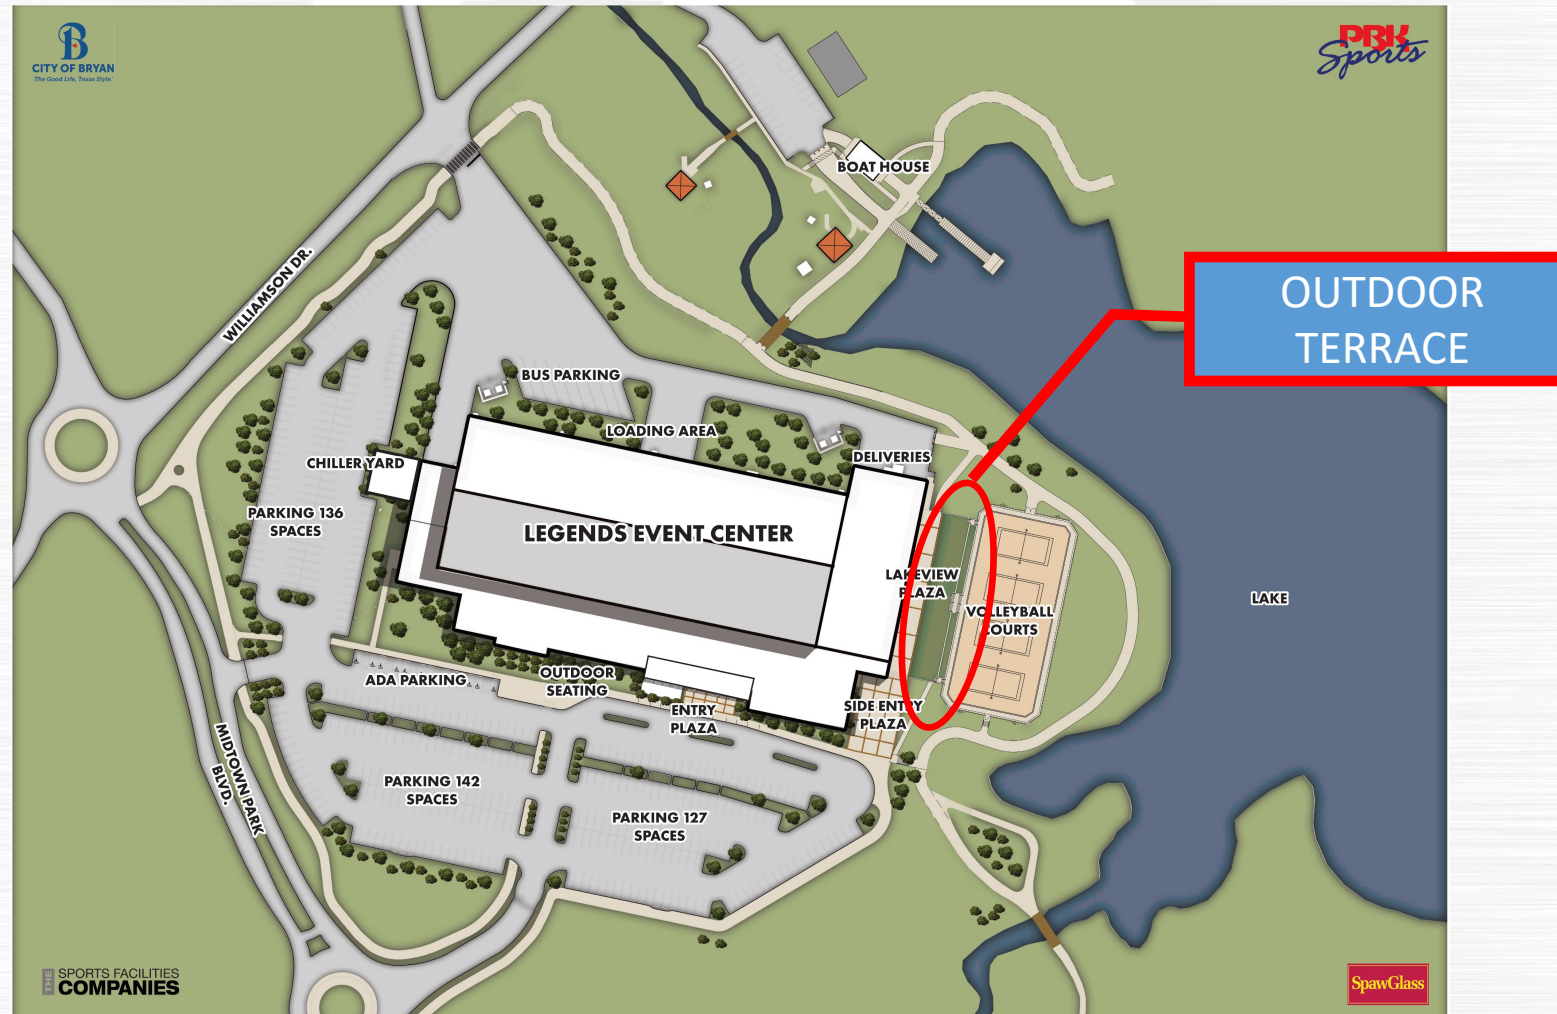 CITY OF BRYAN
The Good Life, Texas Style.
PBK
Sports
BOAT HOUSE
OUTDOOR
TERRACE
WILLIAMSON DR.
BUS PARKING
LOADING AREA
DELIVERIES
CHILLER YARD
PARKING 136
SPACES
LEGENDS EVENT CENTER
LAKEVIEW
PLAZA
VOLLEYBALL
COURTS
LAKE
ADA PARKING
OUTDOOR
SEATING
ENTRY
PLAZA
SIDE ENTRY
PLAZA
MIDTOWN PARK
BLVD.
PARKING 142
SPACES
PARKING 127
SPACES
THE
SPORTS FACILITIES
COMPANIES
SpawGlass